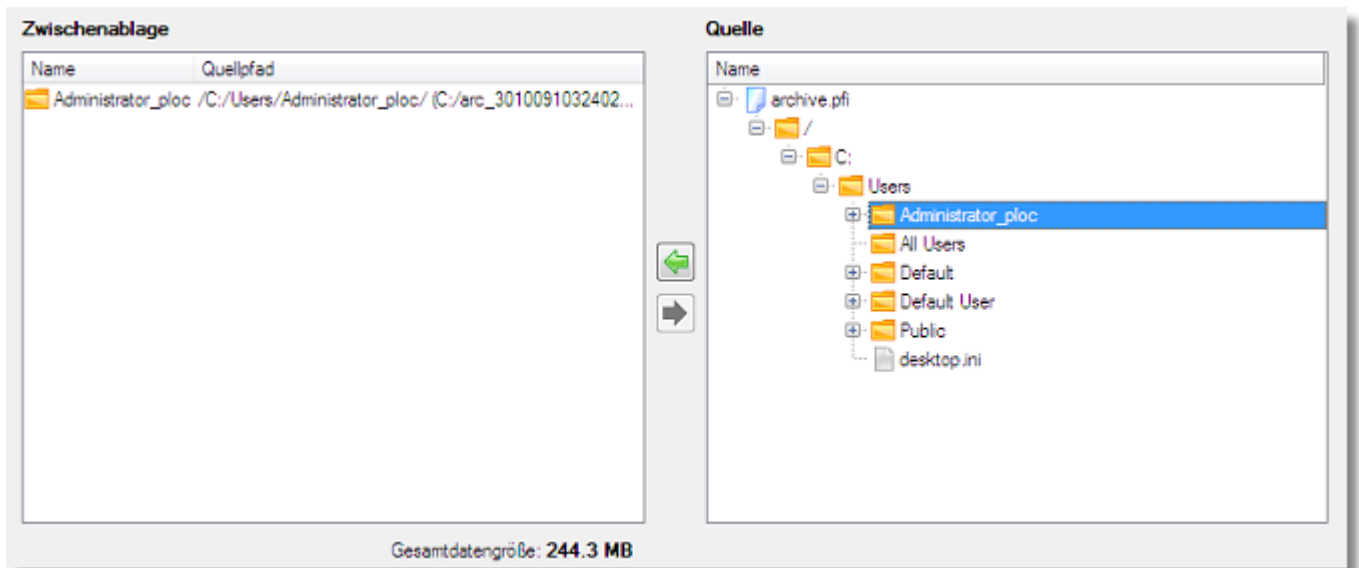 Zwischenablage
Name Quellpfad
Administrator_ploc /C:/Users/Administrator_ploc/ (C:/arc_3010091032402...
Gesamtdatengröße: 244.3 MB
Quelle
Name
archive.pfi
/
C:
Users
Administrator_ploc
All Users
Default
Default User
Public
desktop.ini